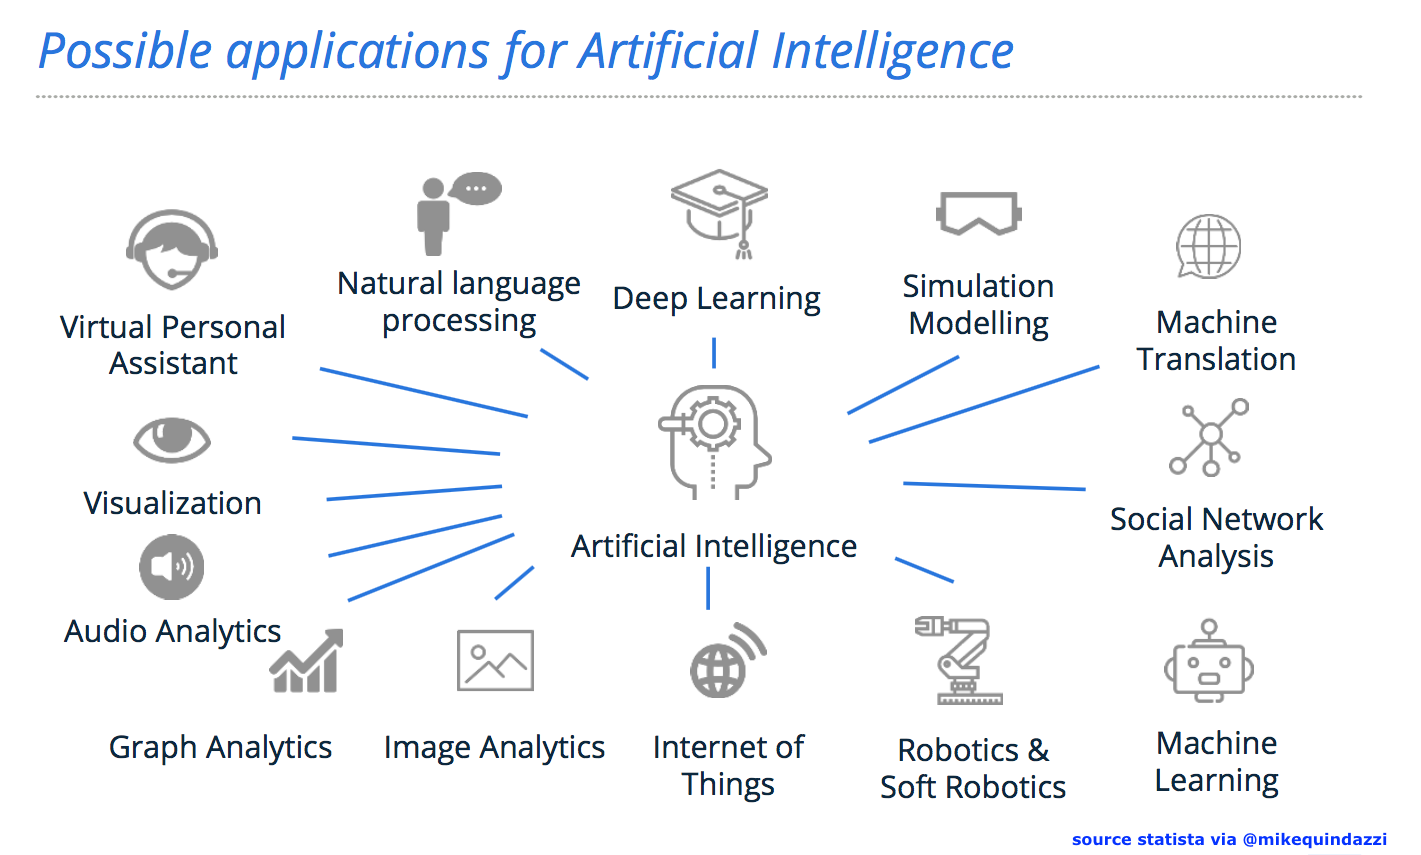 Possible applications for Artificial Intelligence
Virtual Personal
Assistant
Natural language
processing
Deep Learning
Simulation
Modelling
Machine
Translation
Visualization
Social Network
Analysis
Artificial Intelligence
Audio Analytics
Graph Analytics
Image Analytics
Internet of
Things
Robotics &
Soft Robotics
Machine
Learning
source statista via @mikequindazzi